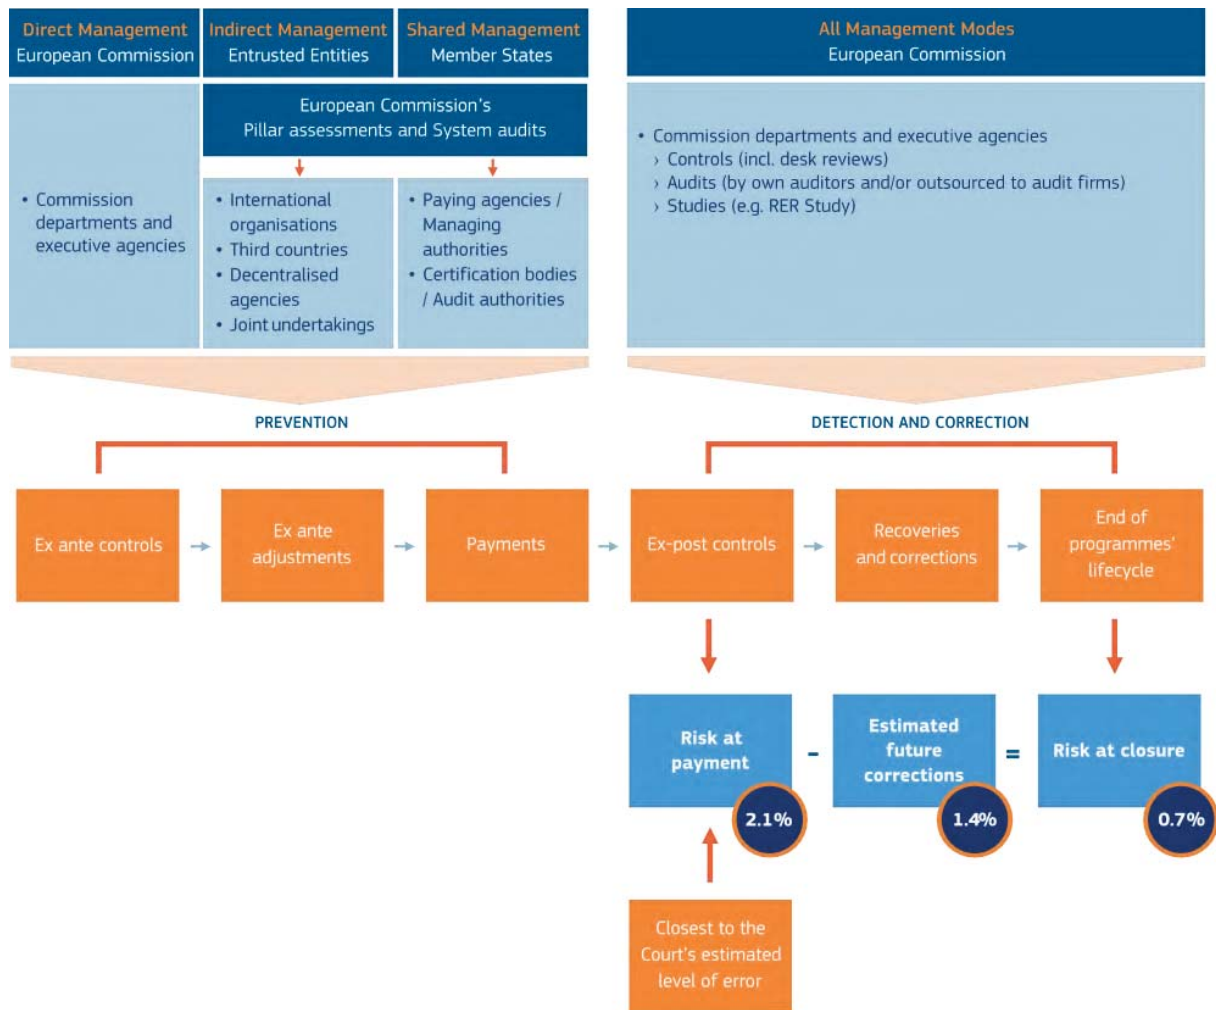 Direct Management
European Commission
Indirect Management
Entrusted Entities
Shared Management
Member States
All Management Modes
European Commission
European Commission's
Pillar assessments and System audits
• Commission
departments and
executive agencies
• International
organisations
• Third countries
• Decentralised
agencies
• Joint undertakings
• Paying agencies /
Managing
authorities
• Certification bodies
/ Audit authorities
• Commission departments and executive agencies
› Controls (incl. desk reviews)
› Audits (by own auditors and/or outsourced to audit firms)
› Studies (e.g. RER Study)
PREVENTION
DETECTION AND CORRECTION
Ex ante controls
Ex ante
adjustments
Payments
Ex-post controls
Recoveries
and corrections
End of
programmes'
lifecycle
Risk at
payment
2.1%
-
Estimated
future
corrections
1.4%
=
Risk at closure
0.7%
Closest to the
Court's estimated
level of error